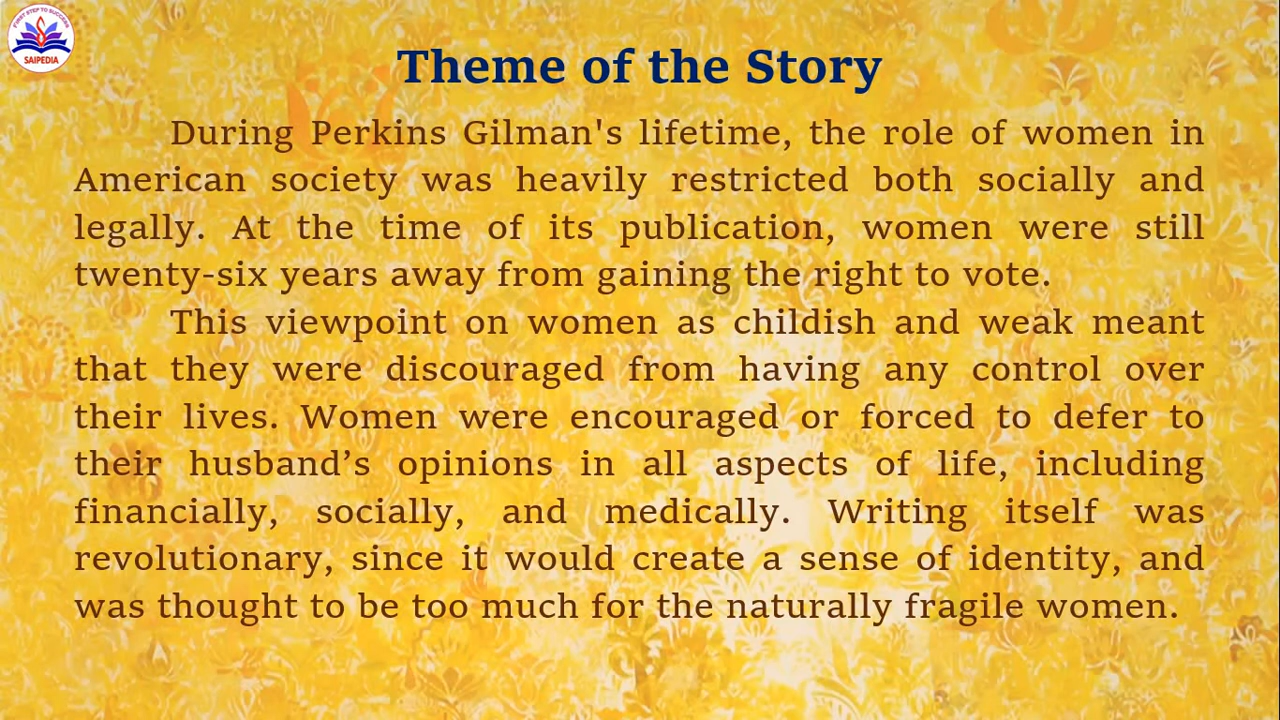 FIRST STEP TO SUCCESS
SAIPEDIA
Theme of the Story
During Perkins Gilman's lifetime, the role of women in
American society was heavily restricted both socially and
legally. At the time of its publication, women were still
twenty-six years away from gaining the right to vote.
This viewpoint on women as childish and weak meant
that they were discouraged from having any control over
their lives. Women were encouraged or forced to defer to
their husband’s opinions in all aspects of life, including
financially, socially, and medically. Writing itself was
revolutionary, since it would create a sense of identity, and
was thought to be too much for the naturally fragile women.